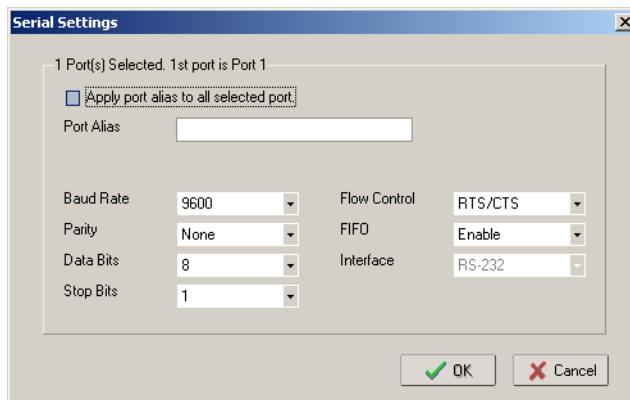 Serial Settings
1 Port(s) Selected. 1st port is Port 1
Apply port alias to all selected port.
Port Alias
Baud Rate 9600 Flow Control RTS/CTS
Parity None FIFO Enable
Data Bits 8 Interface RS-232
Stop Bits 1
OK Cancel